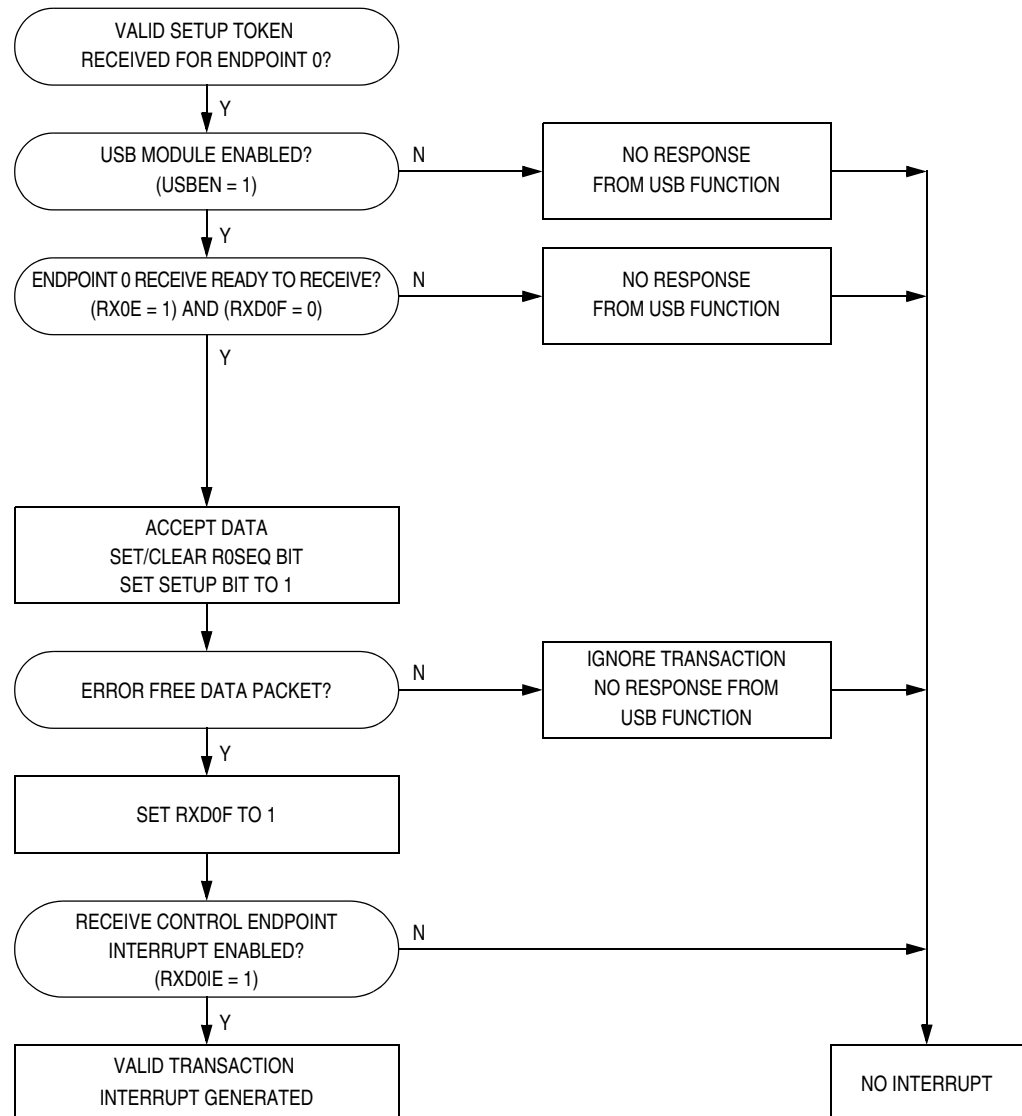 VALID SETUP TOKEN
RECEIVED FOR ENDPOINT 0?
Y
USB MODULE ENABLED?
(USBEN = 1)
N
NO RESPONSE
FROM USB FUNCTION
Y
ENDPOINT 0 RECEIVE READY TO RECEIVE?
(RX0E = 1) AND (RXD0F = 0)
N
NO RESPONSE
FROM USB FUNCTION
Y
ACCEPT DATA
SET/CLEAR R0SEQ BIT
SET SETUP BIT TO 1
ERROR FREE DATA PACKET?
N
IGNORE TRANSACTION
NO RESPONSE FROM
USB FUNCTION
Y
SET RXD0F TO 1
RECEIVE CONTROL ENDPOINT
INTERRUPT ENABLED?
(RXD0IE = 1)
N
Y
VALID TRANSACTION
INTERRUPT GENERATED
NO INTERRUPT